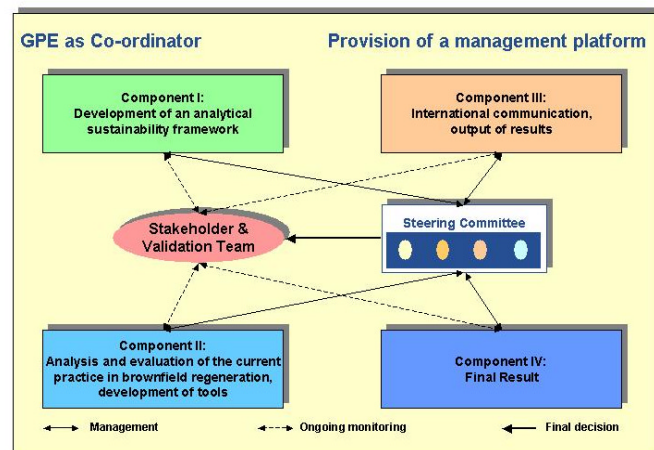 GPE as Co-ordinator
Provision of a management platform
Component I:
Development of an analytical
sustainability framework
Component III:
International communication,
output of results
Stakeholder &
Validation Team
Steering Committee
Component II:
Analysis and evaluation of the current
practice in brownfield regeneration,
development of tools
Component IV:
Final Result
Management
Ongoing monitoring
Final decision